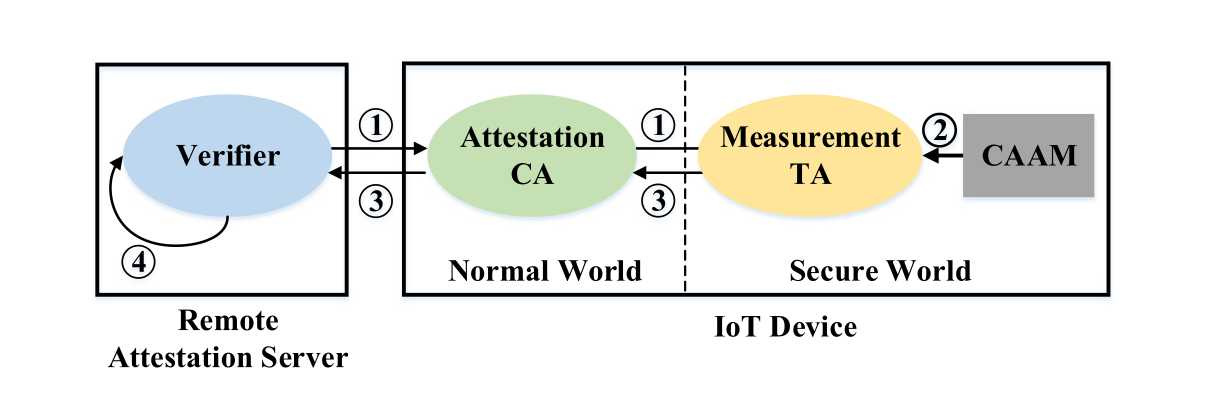 Verifier
①
③
④
Attestation
CA
①
③
Measurement
TA
②
CAAM
Normal World
Secure World
Remote
Attestation Server
IoT Device